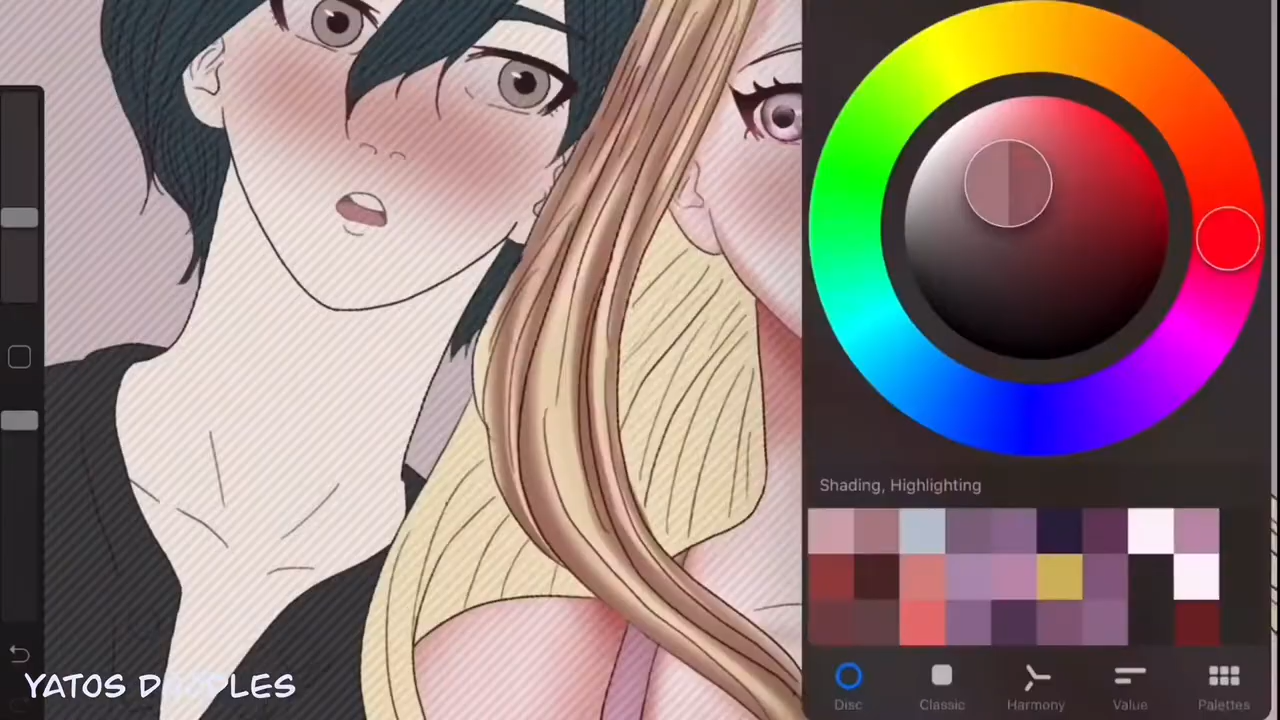 Shading, Highlighting
YATOS
Disc
Classic
Harmony
Value
Palettes